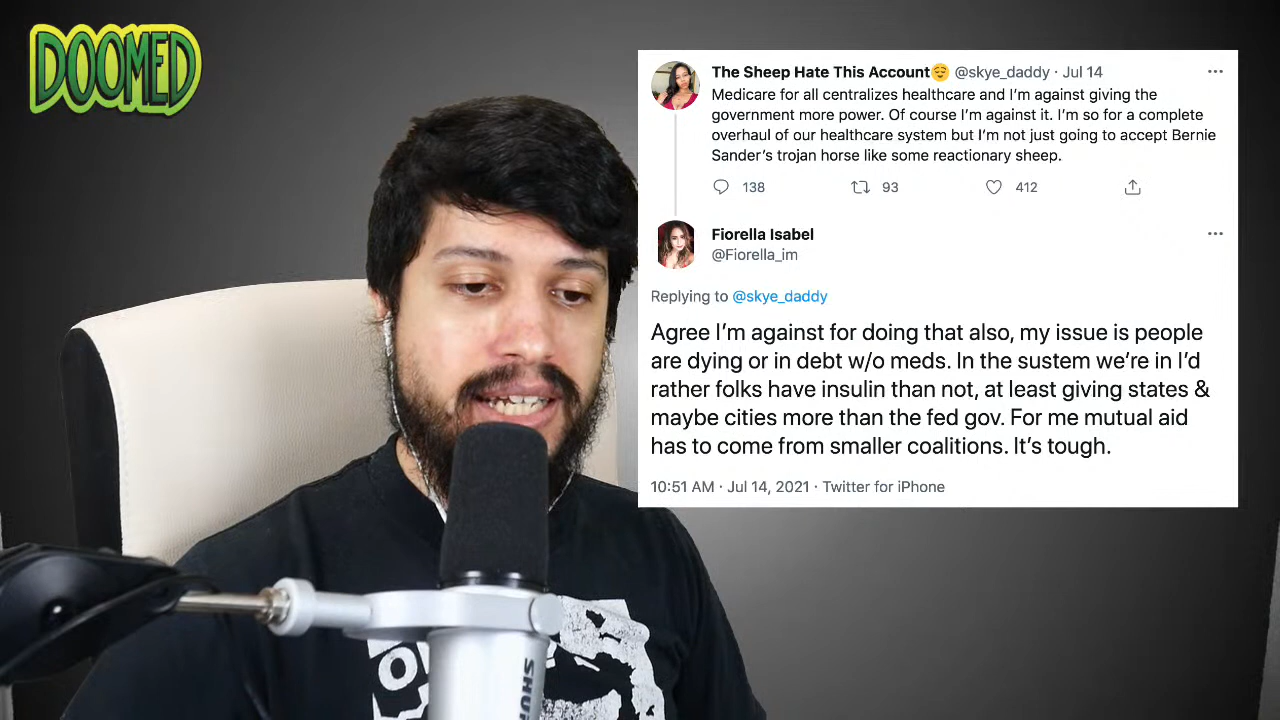 DOOMED
The Sheep Hate This Account😌 @skye_daddy · Jul 14
Medicare for all centralizes healthcare and I'm against giving the
government more power. Of course I'm against it. I'm so for a complete
overhaul of our healthcare system but I'm not just going to accept Bernie
Sander's trojan horse like some reactionary sheep.
138 93 412
Fiorella Isabel
@Fiorella_im
Replying to @skye_daddy
Agree I'm against for doing that also, my issue is people
are dying or in debt w/o meds. In the sustem we're in I'd
rather folks have insulin than not, at least giving states &
maybe cities more than the fed gov. For me mutual aid
has to come from smaller coalitions. It's tough.
10:51 AM · Jul 14, 2021 · Twitter for iPhone